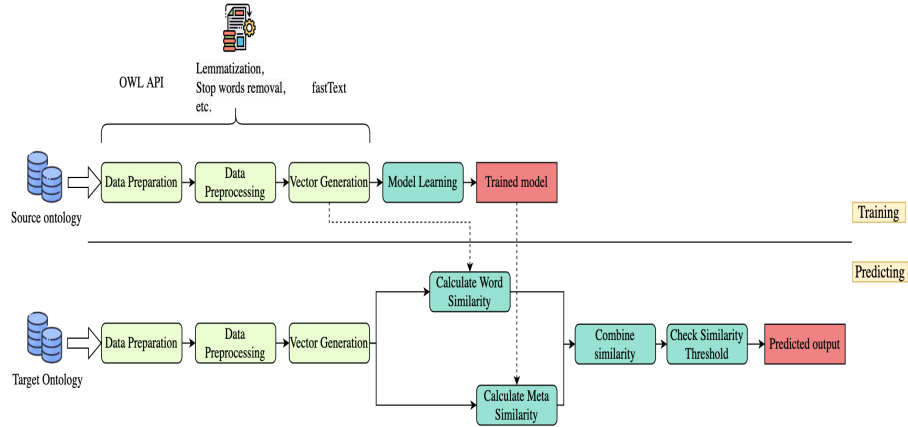 OWL API
Lemmatization,
Stop words removal,
etc.
fastText
Source ontology
Data Preparation
Data
Preprocessing
Vector Generation
Model Learning
Trained model
Training
Predicting
Target Ontology
Data Preparation
Data
Preprocessing
Vector Generation
Calculate Word
Similarity
Calculate Meta
Similarity
Combine
similarity
Check Similarity
Threshold
Predicted output